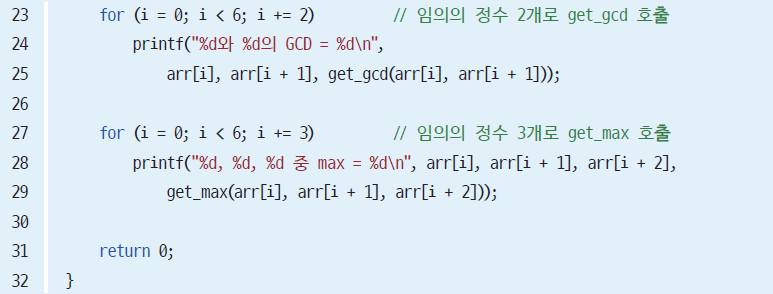 23 for (i = 0; i < 6; i += 2) // 임의의 정수 2개로 get_gcd 호출
24 printf("%d와 %d의 GCD = %d\n",
25 arr[i], arr[i + 1], get_gcd(arr[i], arr[i + 1]));
26
27 for (i = 0; i < 6; i += 3) // 임의의 정수 3개로 get_max 호출
28 printf("%d, %d, %d 중 max = %d\n", arr[i], arr[i + 1], arr[i + 2],
29 get_max(arr[i], arr[i + 1], arr[i + 2]));
30
31 return 0;
32 }